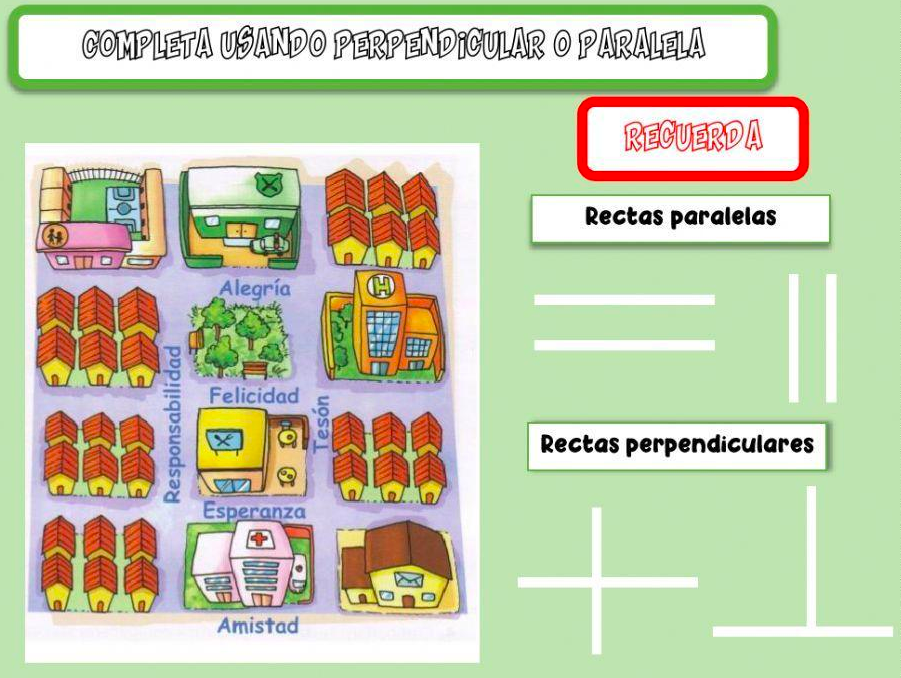 COMPLETA USANDO PERPENDICULAR O PARALELA
RECUERDA
Rectas paralelas
Rectas perpendiculares
Alegría
H
Responsabilidad
Felicidad
Tesón
Esperanza
Amistad